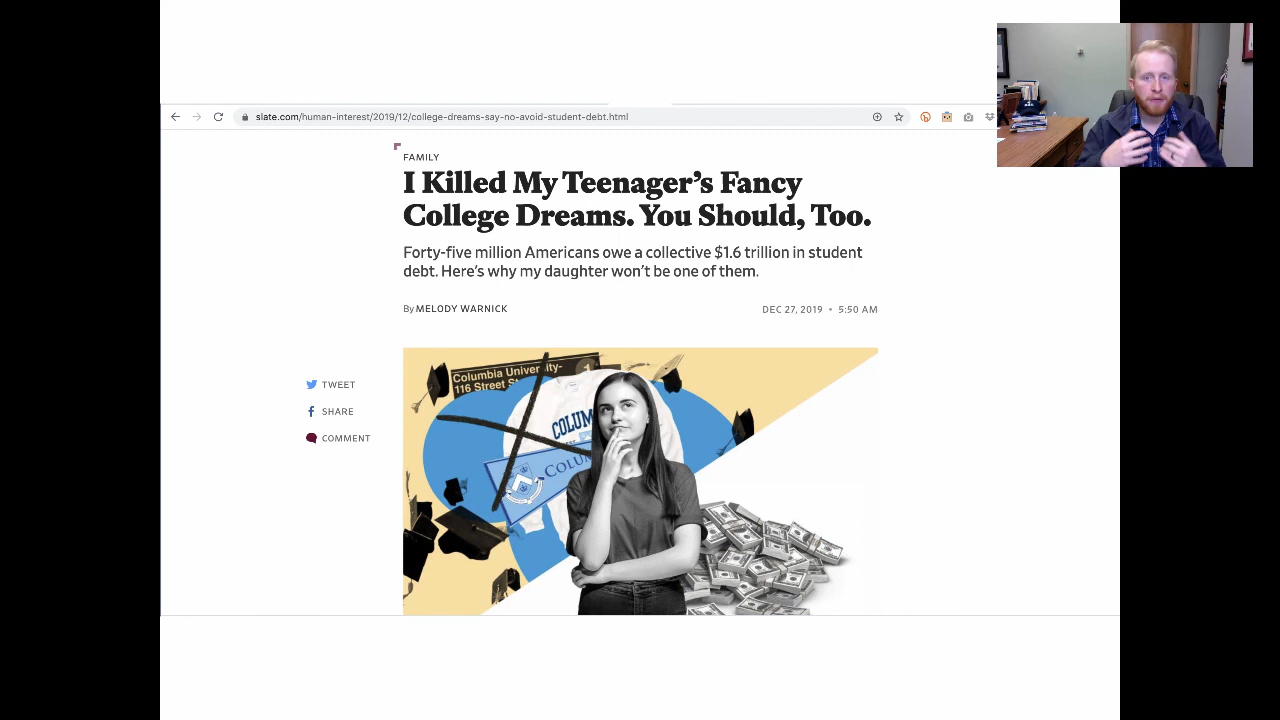 slate.com/human-interest/2019/12/college-dreams-say-no-avoid-student-debt.html
FAMILY
I Killed My Teenager’s Fancy
College Dreams. You Should, Too.
Forty-five million Americans owe a collective $1.6 trillion in student
debt. Here’s why my daughter won’t be one of them.
By MELODY WARNICK
DEC 27, 2019 • 5:50 AM
TWEET
SHARE
COMMENT
Columbia University-
116 Street
1
COLUM
COLU